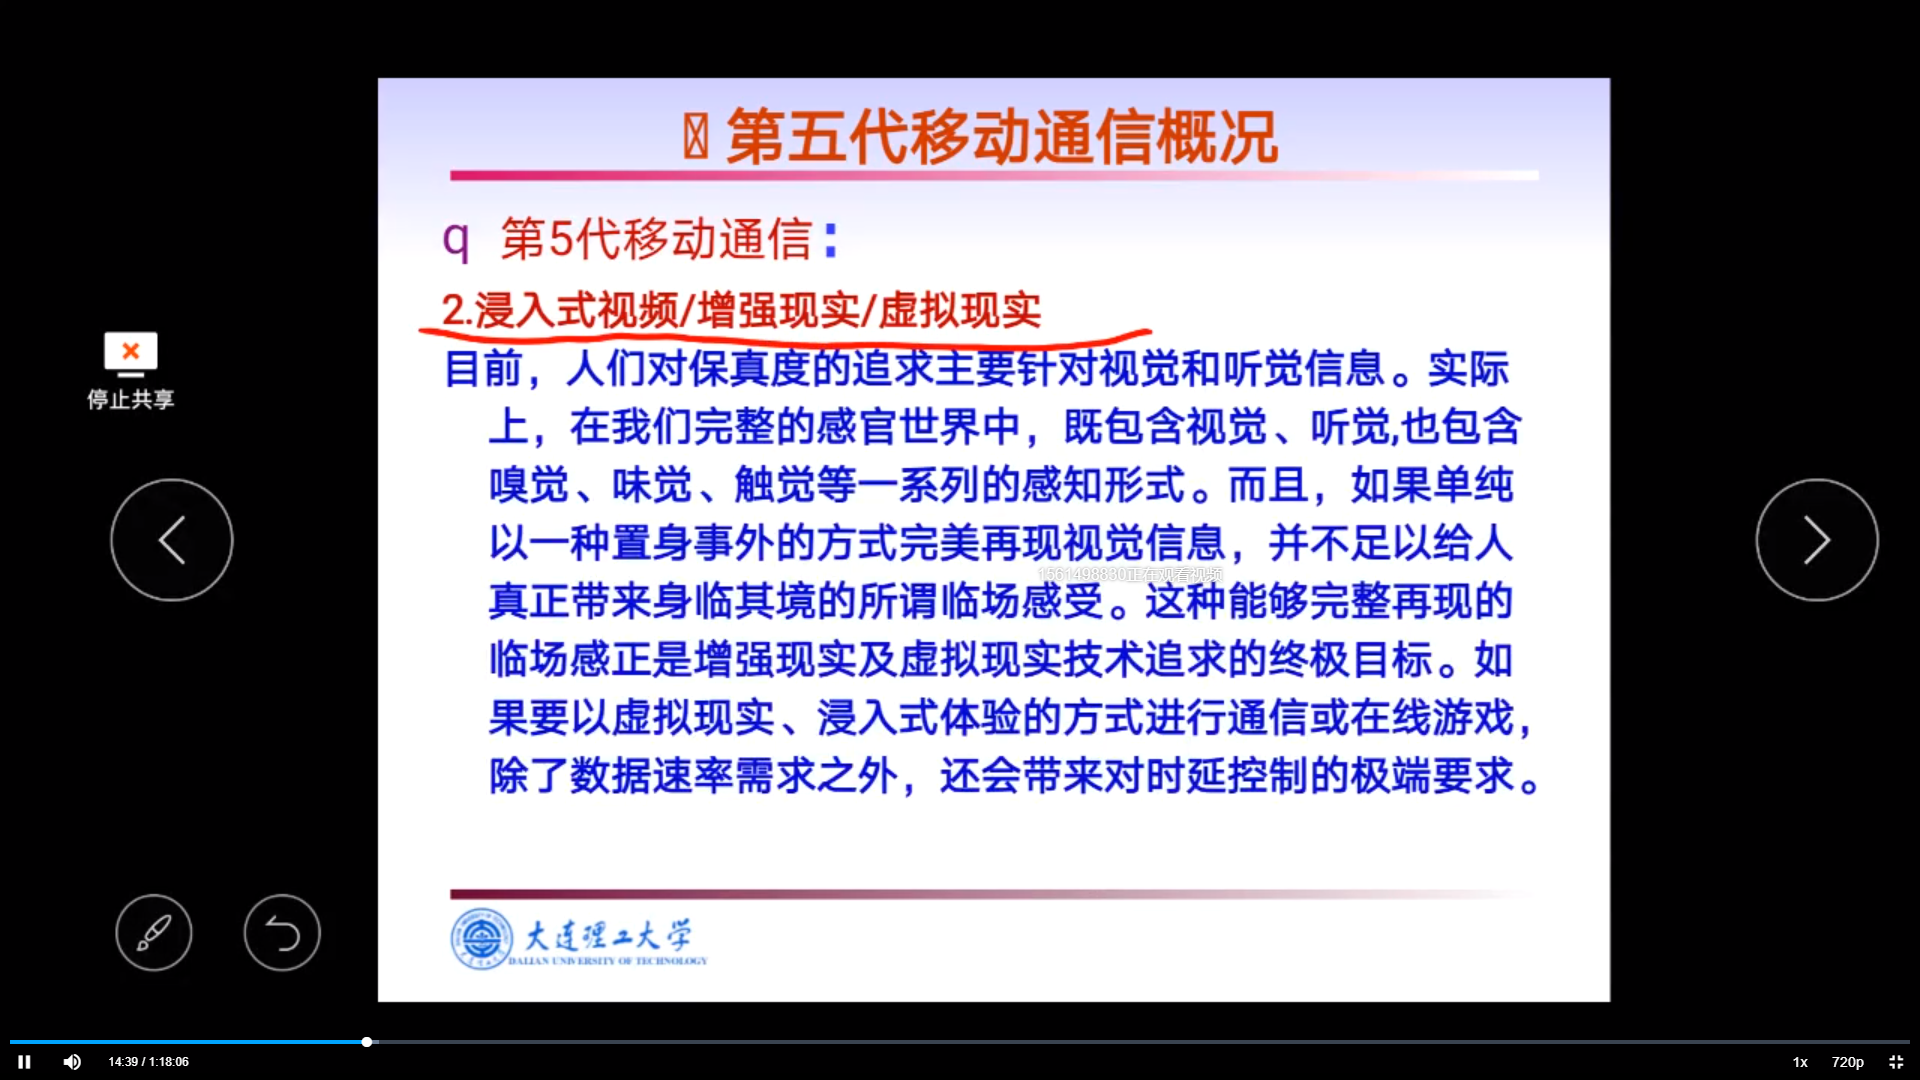 第五代移动通信概况
q 第5代移动通信：
2.浸入式视频/增强现实/虚拟现实
目前，人们对保真度的追求主要针对视觉和听觉信息。实际
上，在我们完整的感官世界中，既包含视觉、听觉,也包含
嗅觉、味觉、触觉等一系列的感知形式。而且，如果单纯
以一种置身事外的方式完美再现视觉信息，并不足以给人
1561498830正在观看视频
真正带来身临其境的所谓临场感受。这种能够完整再现的
临场感正是增强现实及虚拟现实技术追求的终极目标。如
果要以虚拟现实、浸入式体验的方式进行通信或在线游戏，
除了数据速率需求之外，还会带来对时延控制的极端要求。
停止共享
大连理工大学
DALIAN UNIVERSITY OF TECHNOLOGY
14:39 / 1:18:06
1x
720p